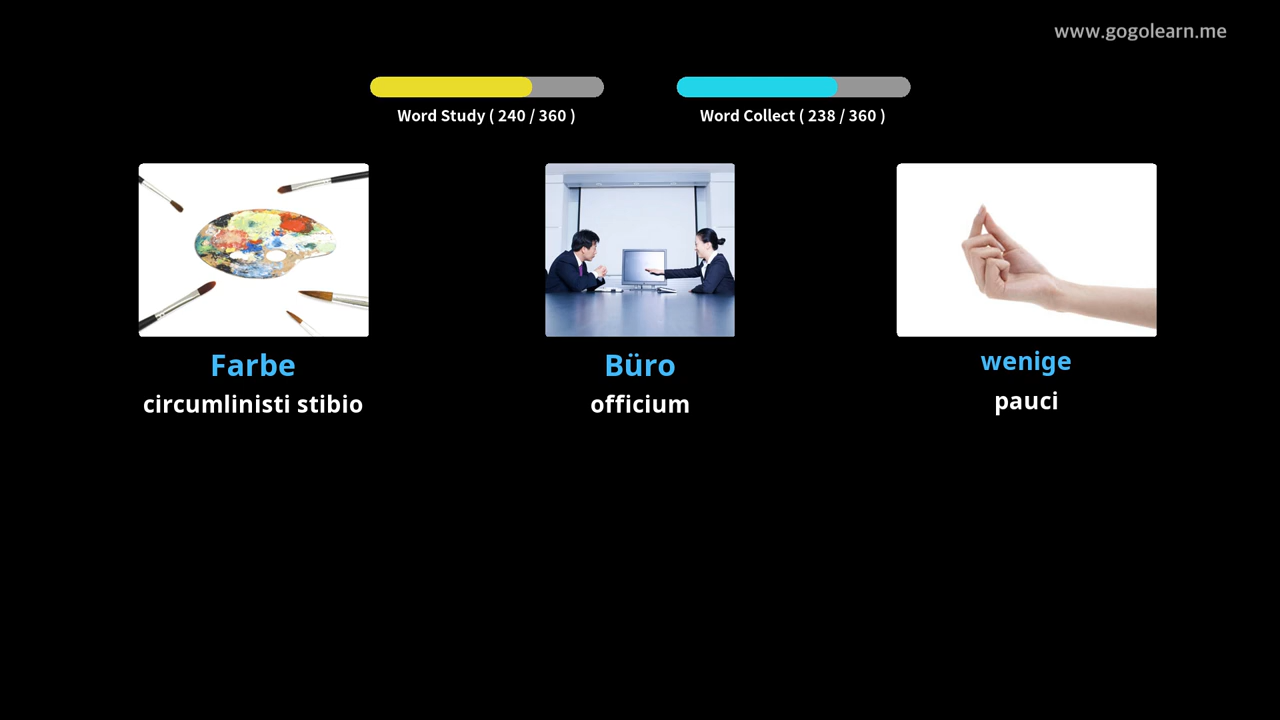 www.gogolearn.me
Word Study ( 240 / 360 )
Word Collect ( 238 / 360 )
Farbe
circumlinisti stibio
Büro
officium
wenige
pauci